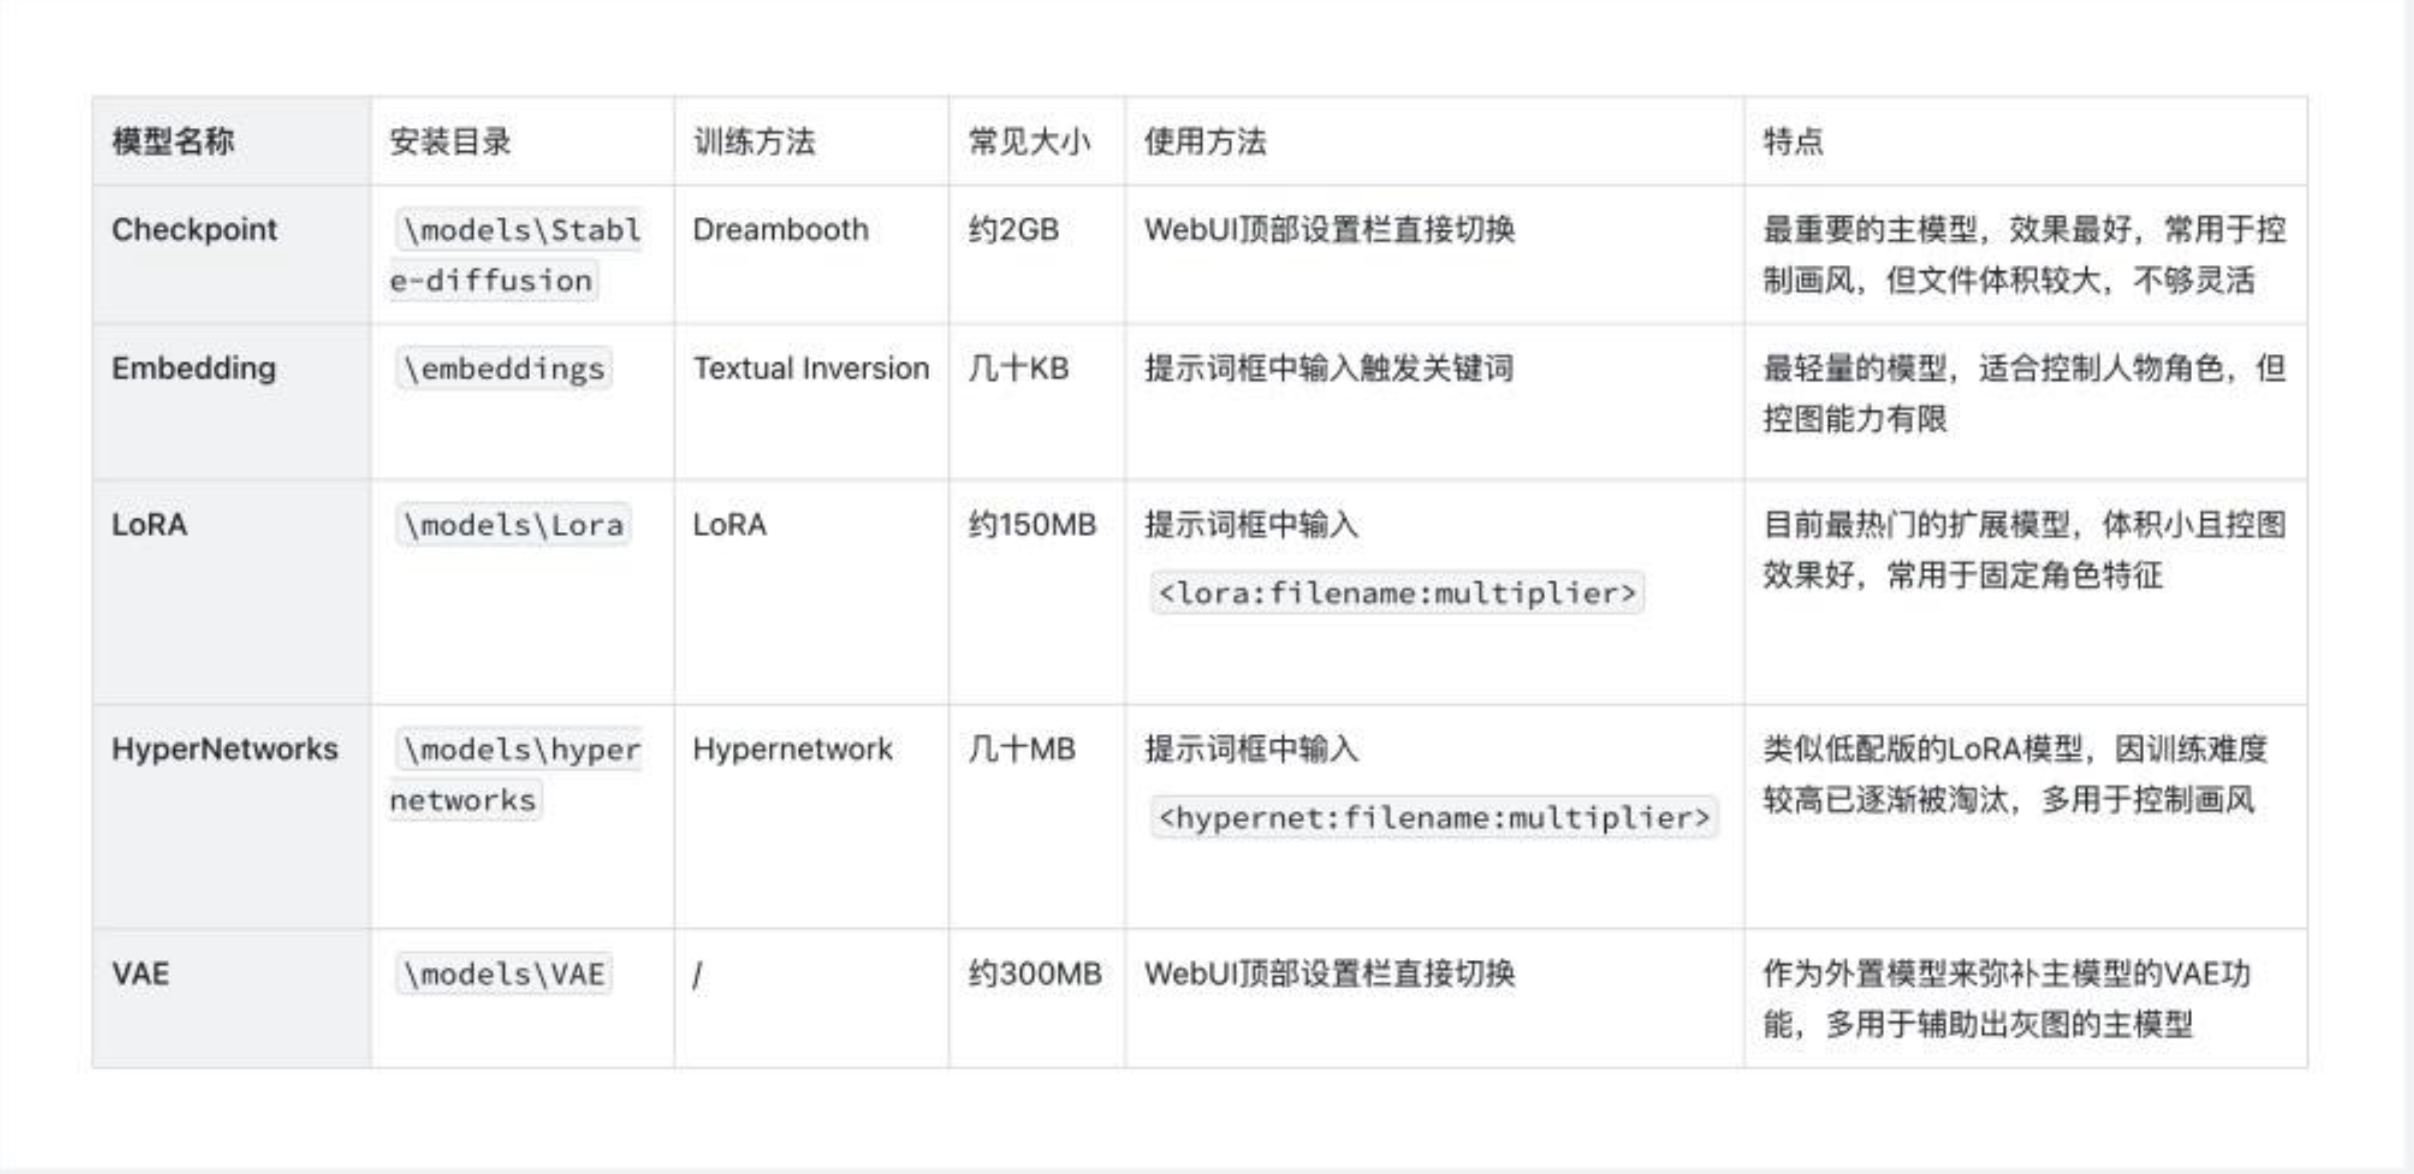 模型名称 安装目录 训练方法 常见大小 使用方法 特点
Checkpoint \models\Stabl Dreambooth 约2GB WebUI顶部设置栏直接切换 最重要的主模型，效果最好，常用于控
e-diffusion 制画风，但文件体积较大，不够灵活
Embedding \embeddings Textual Inversion 几十KB 提示词框中输入触发关键词 最轻量的模型，适合控制人物角色，但
控图能力有限
LoRA \models\Lora LoRA 约150MB 提示词框中输入 目前最热门的扩展模型，体积小且控图
<lora:filename:multiplier> 效果好，常用于固定角色特征
HyperNetworks \models\hyper Hypernetwork 几十MB 提示词框中输入 类似低配版的LoRA模型，因训练难度
networks <hypernet:filename:multiplier> 较高已逐渐被淘汰，多用于控制画风
VAE \models\VAE / 约300MB WebUI顶部设置栏直接切换 作为外置模型来弥补主模型的VAE功
能，多用于辅助出灰图的主模型